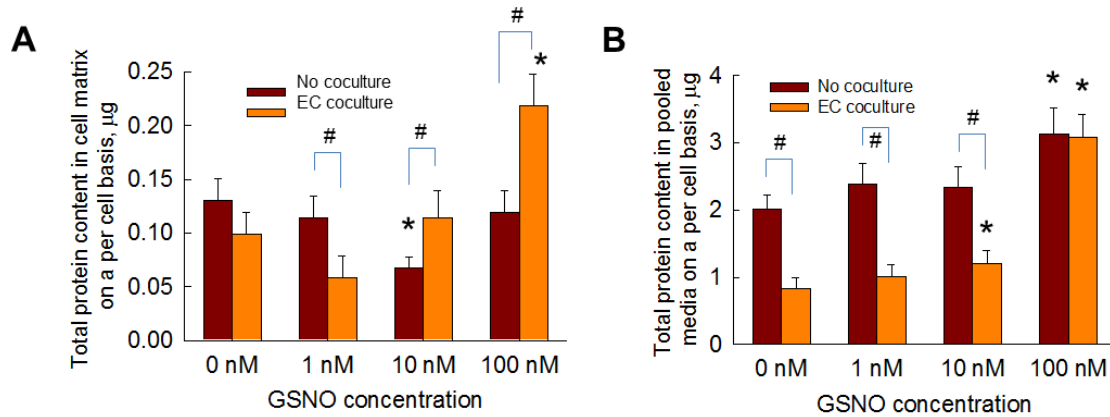 A
Total protein content in cell matrix
on a per cell basis, μg
0.25
0.20
0.15
0.10
0.05
0.00
No coculture
EC coculture
#
#
*
#
*
0 nM
1 nM
10 nM
100 nM
GSNO concentration
B
Total protein content in pooled
media on a per cell basis, μg
4
3
2
1
0
No coculture
EC coculture
#
#
#
*
*
*
0 nM
1 nM
10 nM
100 nM
GSNO concentration